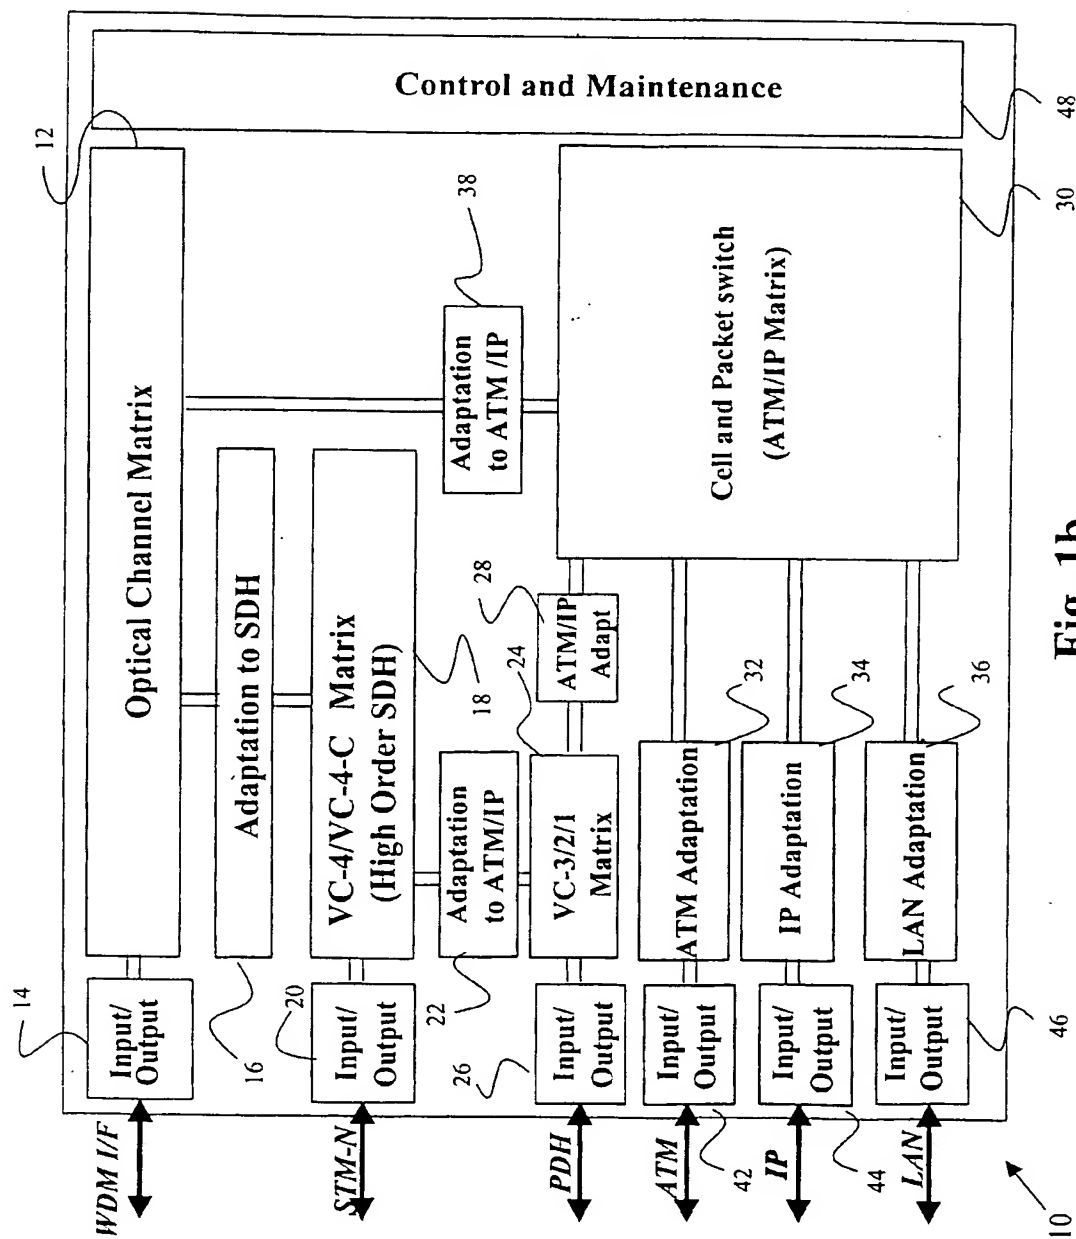 Control and Maintenance
48
12
Optical Channel Matrix
38
Adaptation
to ATM /IP
Cell and Packet switch
(ATM/IP Matrix)
30
Adaptation to SDH
VC-4/VC-4-C Matrix
(High Order SDH)
18
28
ATM/IP
Adapt
24
Adaptation
to ATM/IP
22
VC-3/2/1
Matrix
ATM Adaptation
32
IP Adaptation
34
LAN Adaptation
36
14
Input/
Output
16
20
Input/
Output
26
Input/
Output
Input/
Output
42
Input/
Output
44
Input/
Output
46
WDM I/F
STM-N
PDH
ATM
IP
LAN
10
Fig. 1b